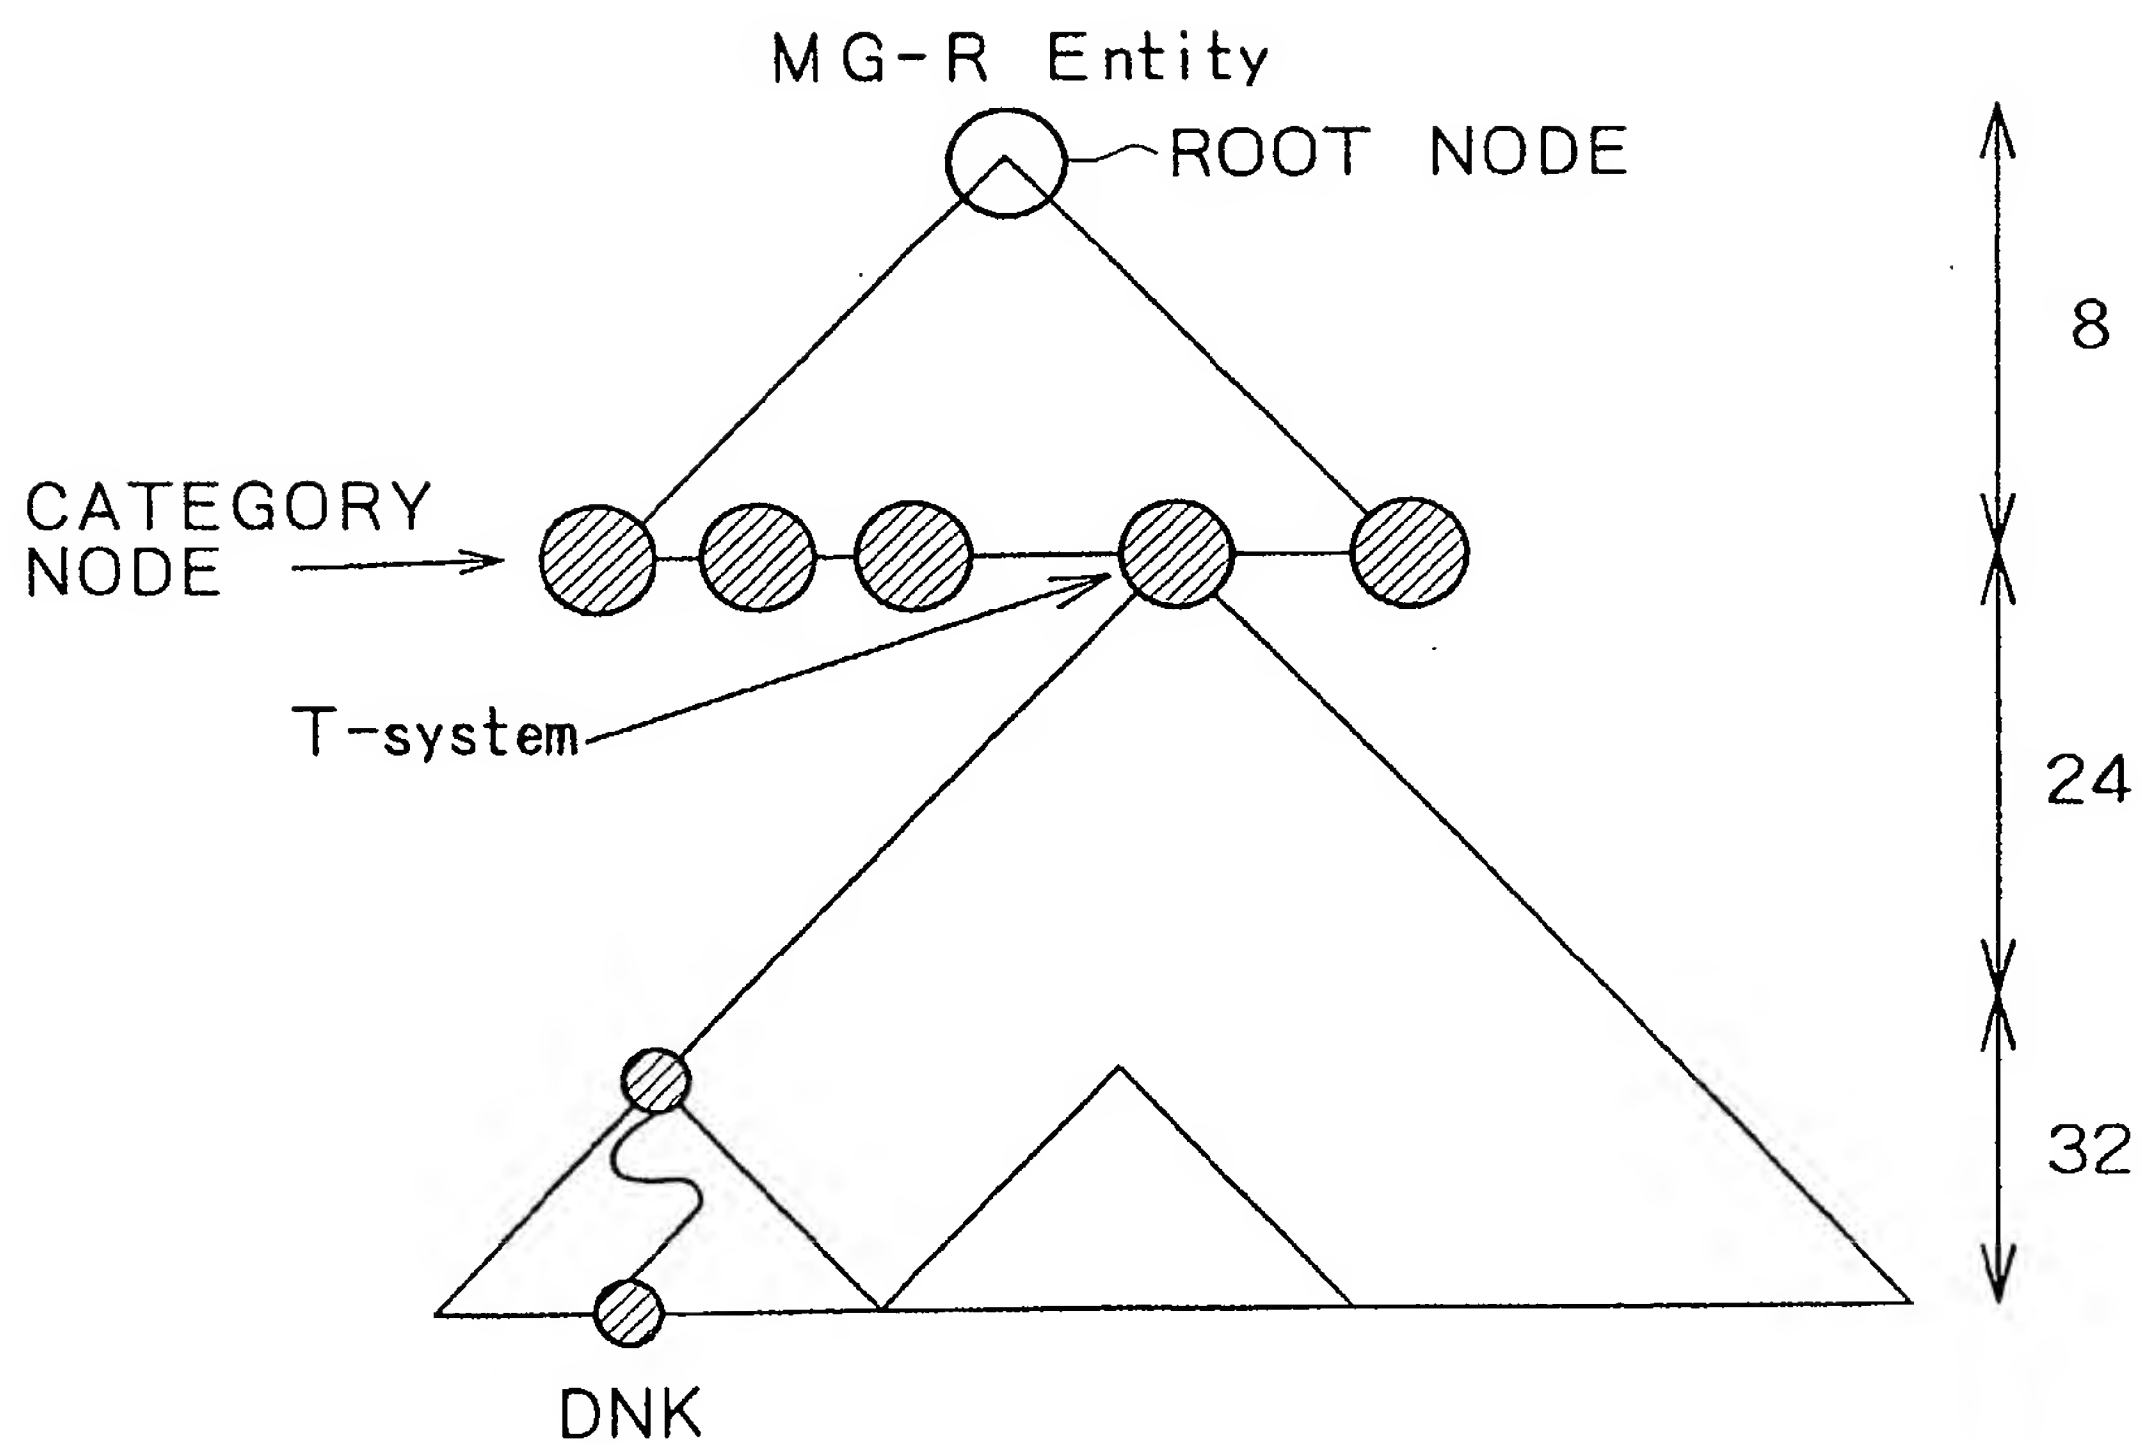 MG-R Entity
ROOT NODE
8
CATEGORY
NODE
T-system
24
32
DNK